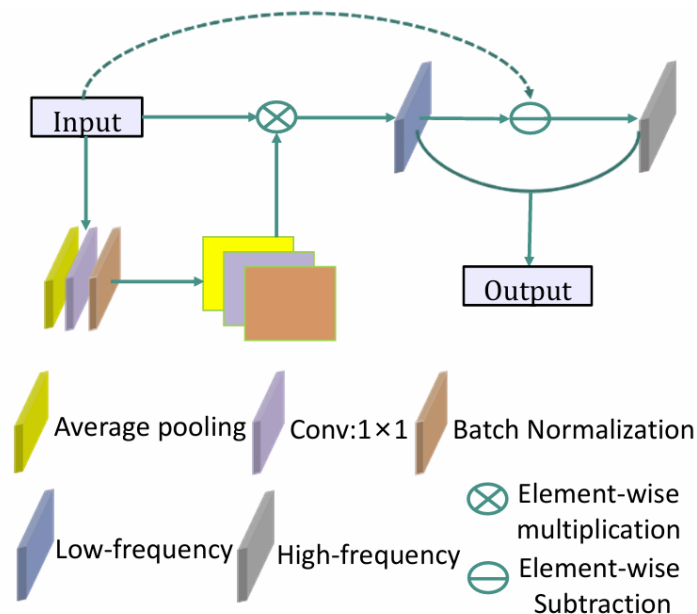 Input
Output
Average pooling
Conv:1×1
Batch Normalization
Low-frequency
High-frequency
Element-wise
multiplication
Element-wise
Subtraction